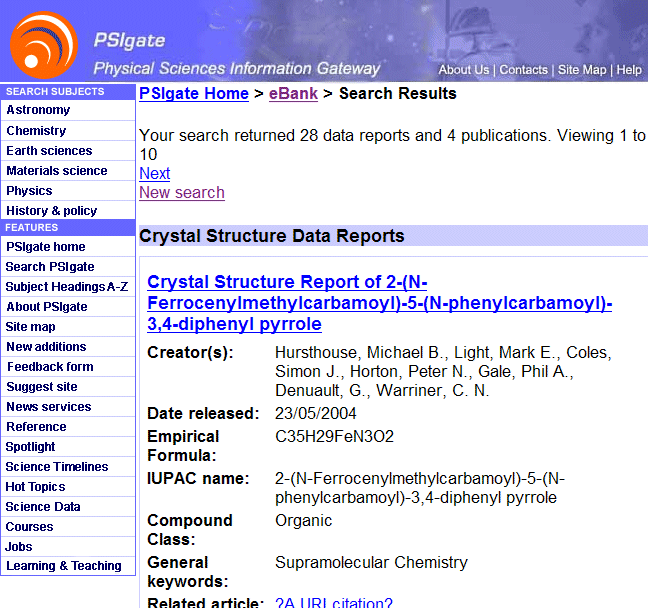 PSIgate
Physical Sciences Information Gateway
About Us | Contacts | Site Map | Help
SEARCH SUBJECTS
Astronomy
Chemistry
Earth sciences
Materials science
Physics
History & policy
FEATURES
PSIgate home
Search PSIgate
Subject Headings A-Z
About PSIgate
Site map
New additions
Feedback form
Suggest site
News services
Reference
Spotlight
Science Timelines
Hot Topics
Science Data
Courses
Jobs
Learning & Teaching
PSIgate Home > eBank > Search Results
Your search returned 28 data reports and 4 publications. Viewing 1 to
10
Next
New search
Crystal Structure Data Reports
Crystal Structure Report of 2-(N-
Ferrocenylmethylcarbamoyl)-5-(N-phenylcarbamoyl)-
3,4-diphenyl pyrrole
Creator(s): Hursthouse, Michael B., Light, Mark E., Coles,
Simon J., Horton, Peter N., Gale, Phil A.,
Denuault, G., Warriner, C. N.
Date released: 23/05/2004
Empirical C35H29FeN3O2
Formula:
IUPAC name: 2-(N-Ferrocenylmethylcarbamoyl)-5-(N-
phenylcarbamoyl)-3,4-diphenyl pyrrole
Compound Organic
Class:
General Supramolecular Chemistry
keywords:
Related article: ?A URI citation?